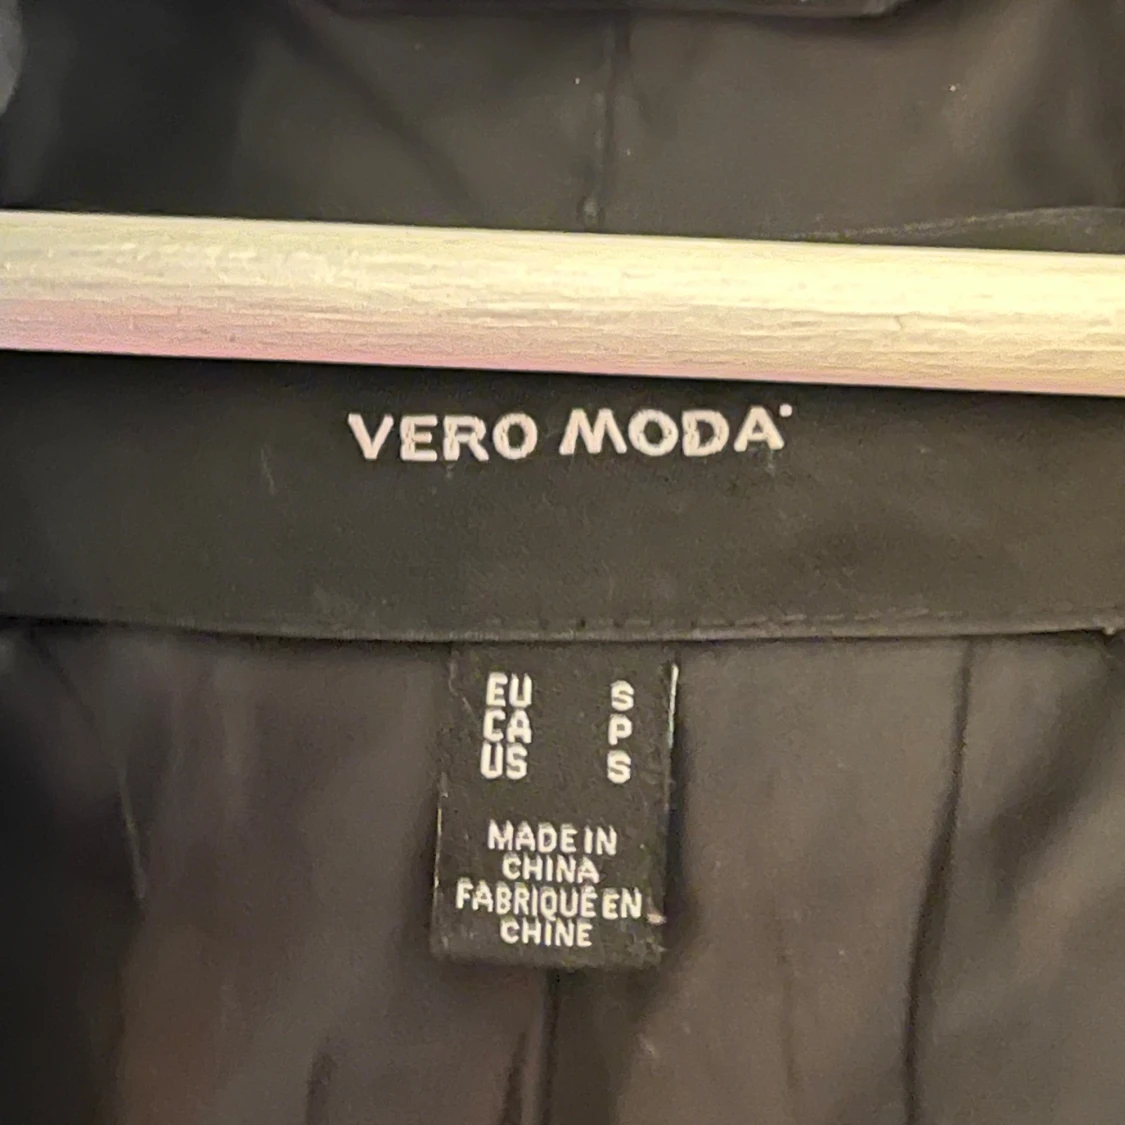 VERO MODA
EU S
CA P
US S
MADE IN
CHINA
FABRIQUÉ EN
CHINE